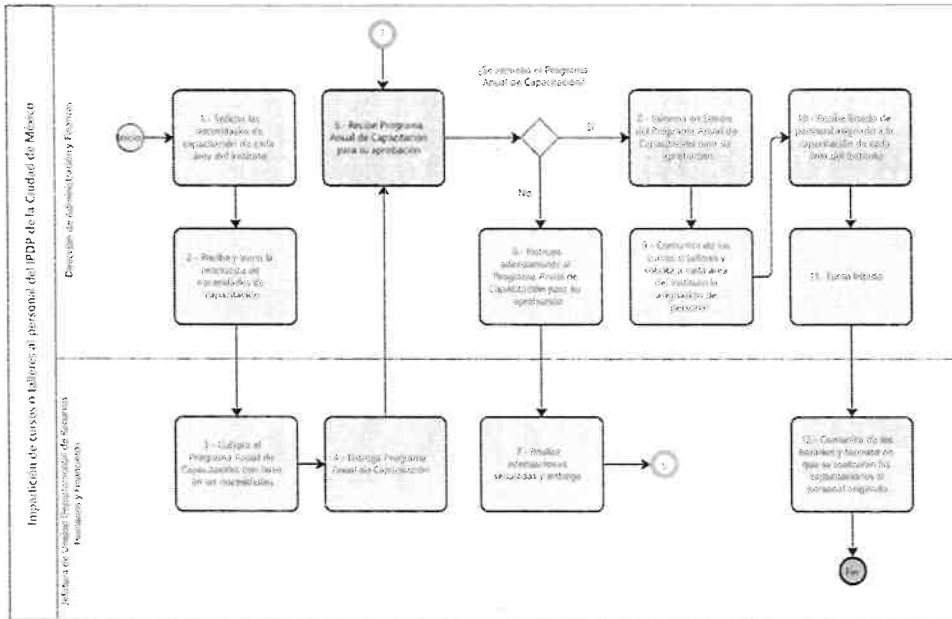 Impartición de cursos o talleres al personal del IPDP de la Ciudad de México
Dirección de Administración y Finanzas
Jefatura de Unidad Departamental de Recursos
Humanos y Financieros
Inicio
1.- Solicita las
necesidades de
capacitación de cada
área del Instituto
2.- Recibe y turna la
necesidades de
capacitación
7
5.- Recibe Programa
Anual de Capacitación
para su aprobación
¿Se aprueba el Programa
Anual de Capacitación?
Sí
No
6.-
adecuaciones al
Programa Anual de
Capacitación para su
aprobación
8.- Informa en Sesión
del Programa Anual de
Capacitación para su
aprobación
9.- Comunica de los
cursos o talleres y
solicita a cada área
del Instituto la
asignación de
personal
10.- Recibe listado de
personal asignado a la
capacitación de cada
área del Instituto
11.- Turna listado
3.- Elabora el
Programa Anual de
Capacitación con base
en las necesidades
4.- Entrega Programa
Anual de Capacitación
7.- Realiza
adecuaciones
señaladas y entrega
5
12.- Comunica de los
horarios y formato en
que se realizarán las
capacitaciones al
personal asignado
Fin